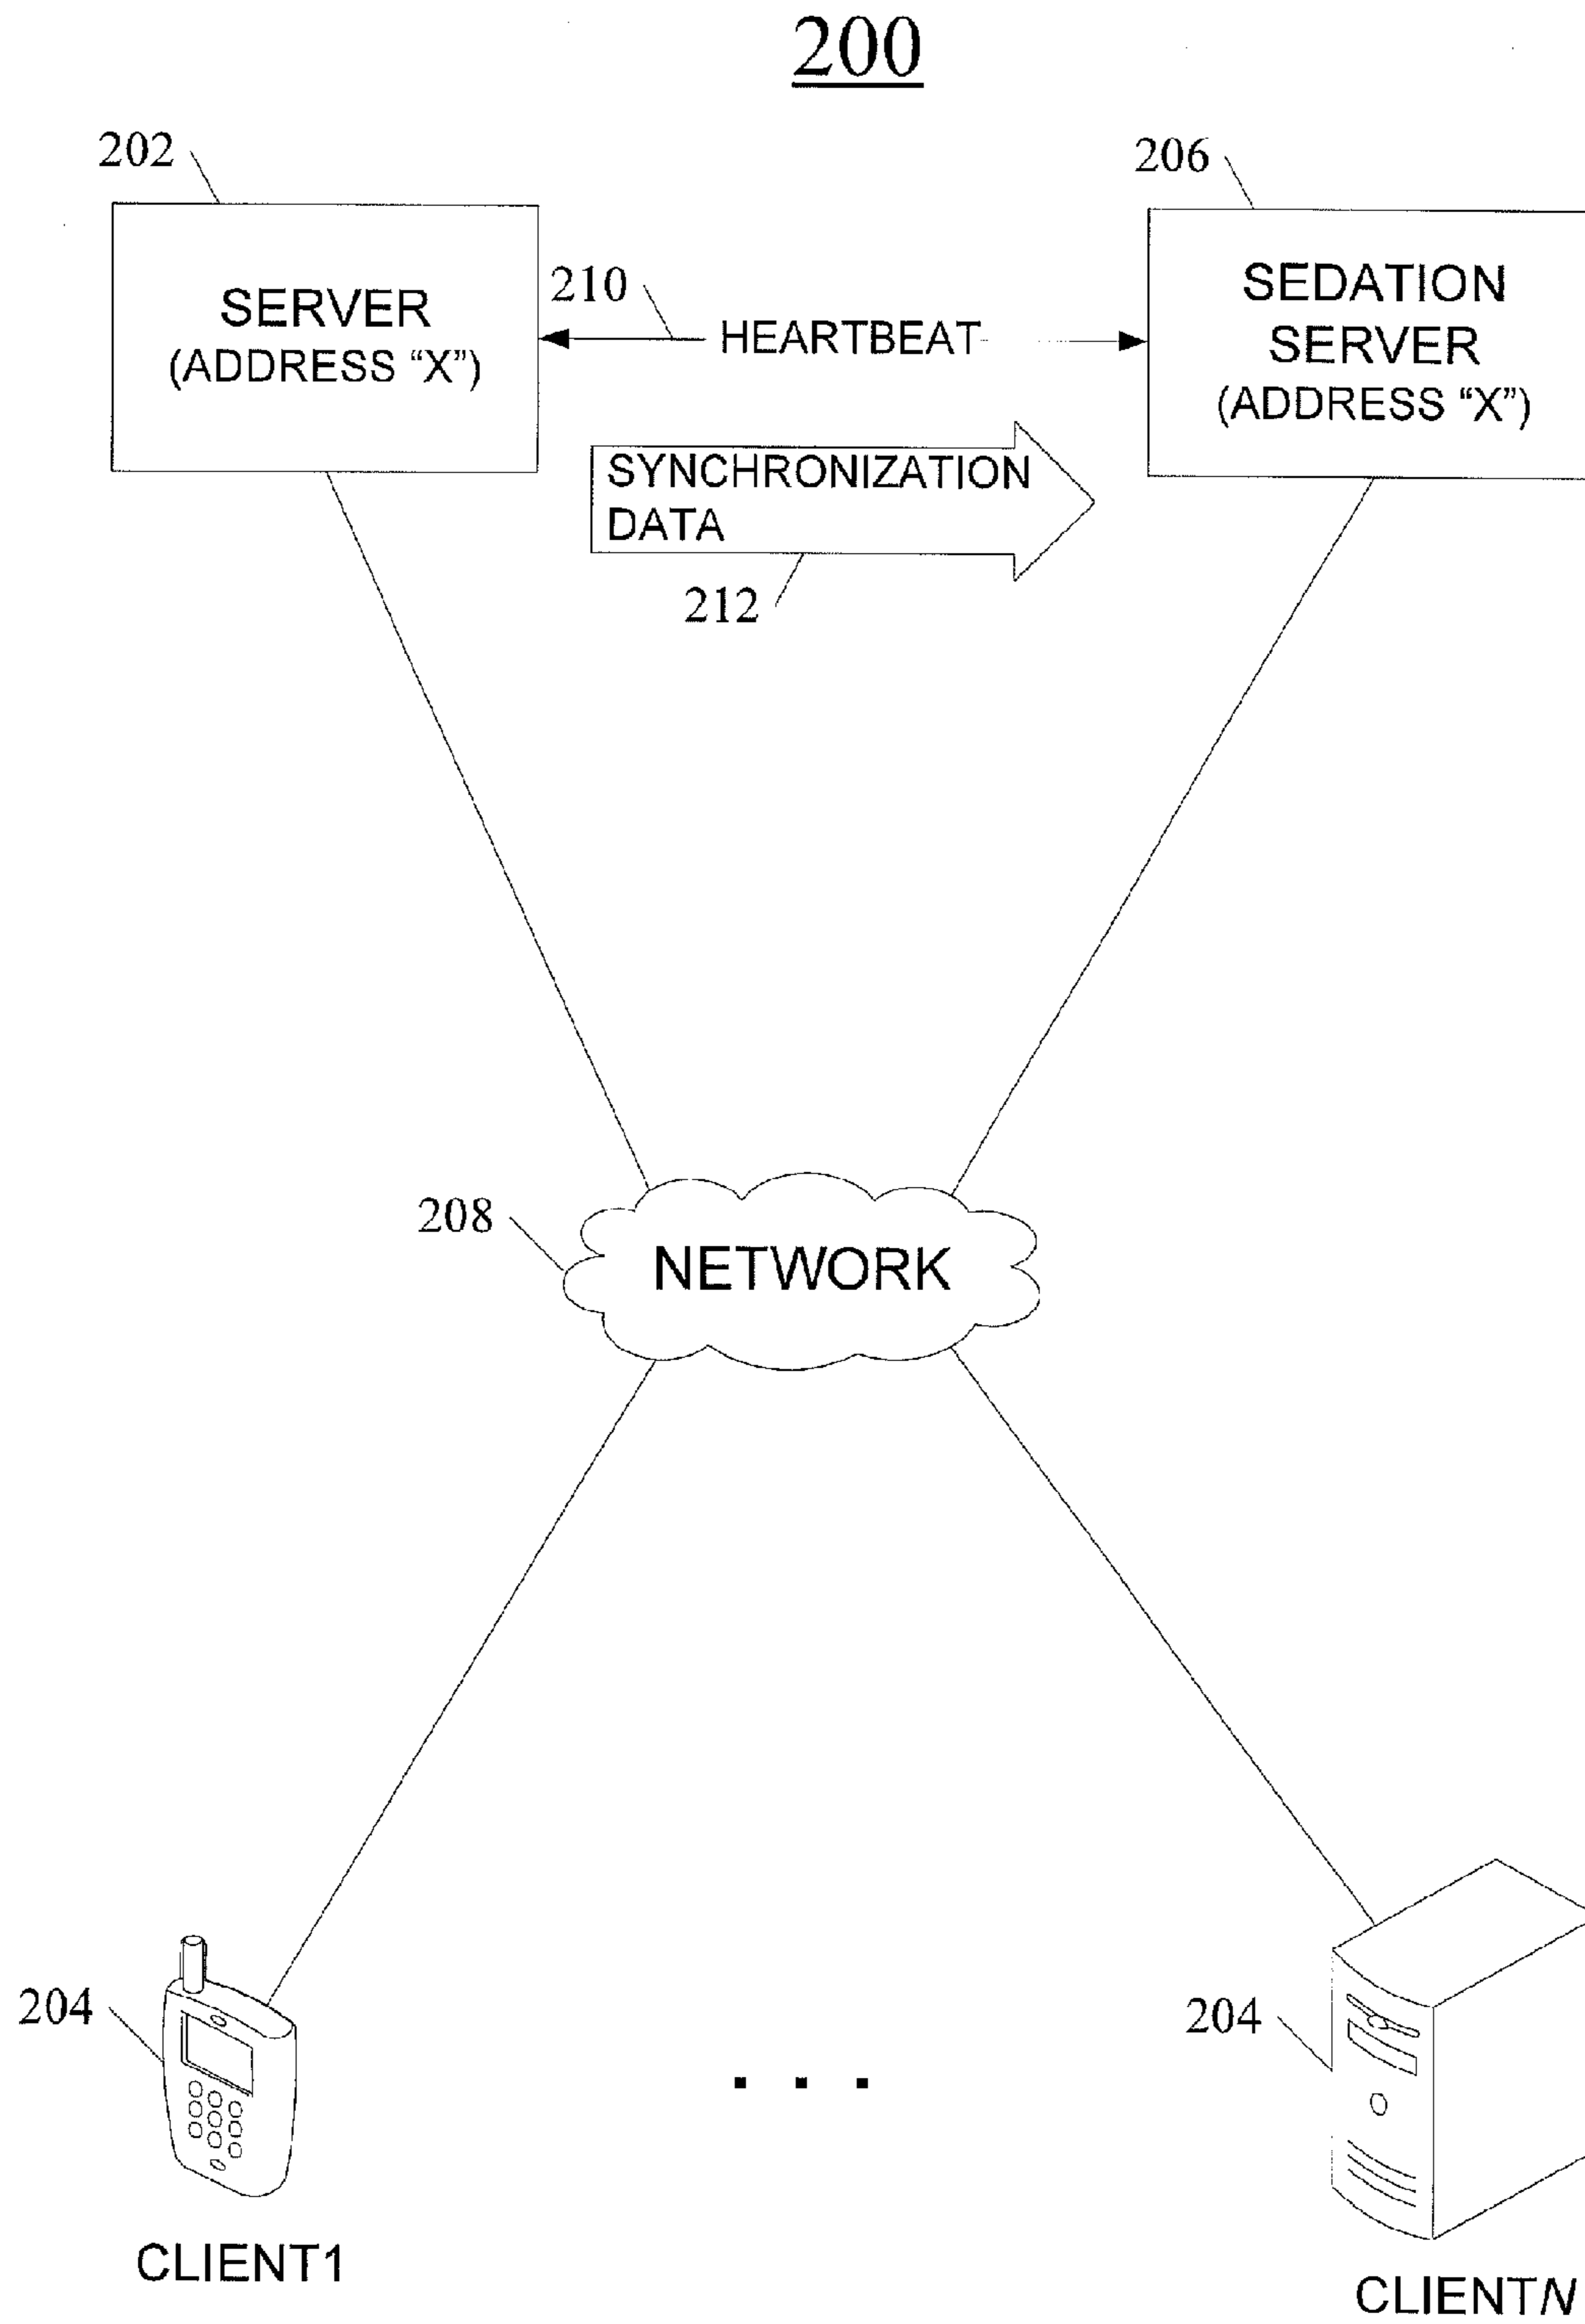 200
202
206
SERVER
(ADDRESS “X”)
210
HEARTBEAT
SEDATION
SERVER
(ADDRESS “X”)
SYNCHRONIZATION
DATA
212
208
NETWORK
204
204
. . .
CLIENT1
CLIENTN